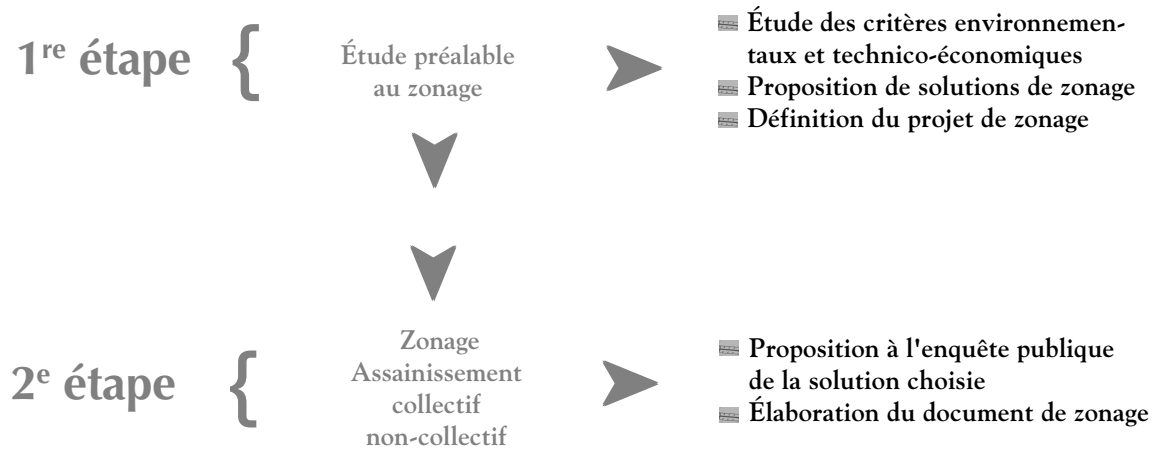 1re étape {
Étude préalable
au zonage
Étude des critères environnemen-
taux et technico-économiques
Proposition de solutions de zonage
Définition du projet de zonage
2e étape {
Zonage
Assainissement
collectif
non-collectif
Proposition à l'enquête publique
de la solution choisie
Élaboration du document de zonage